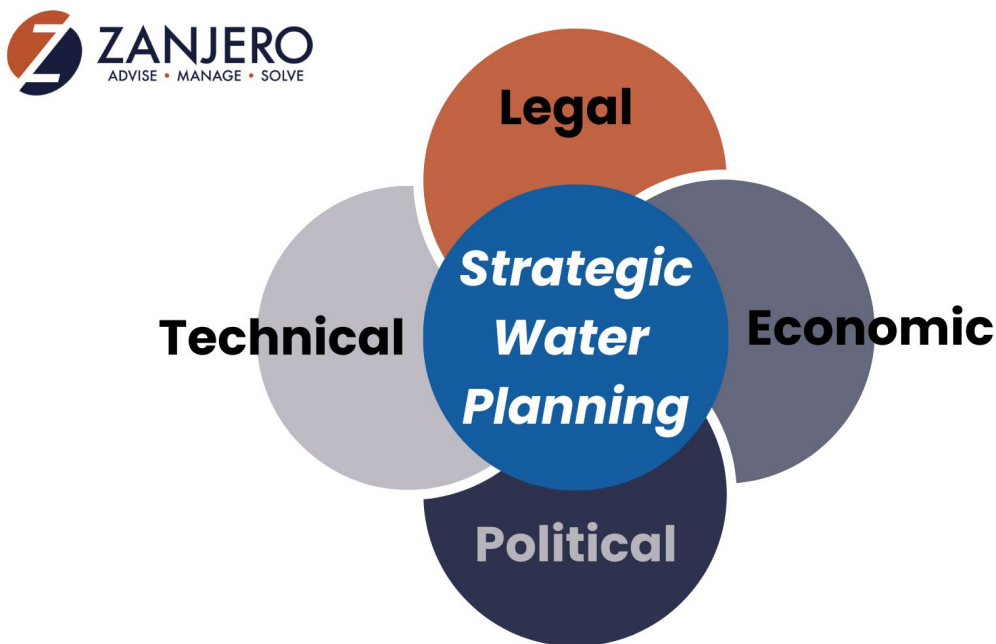 ZANJERO
ADVISE • MANAGE • SOLVE
Legal
Strategic
Water
Planning
Technical
Economic
Political